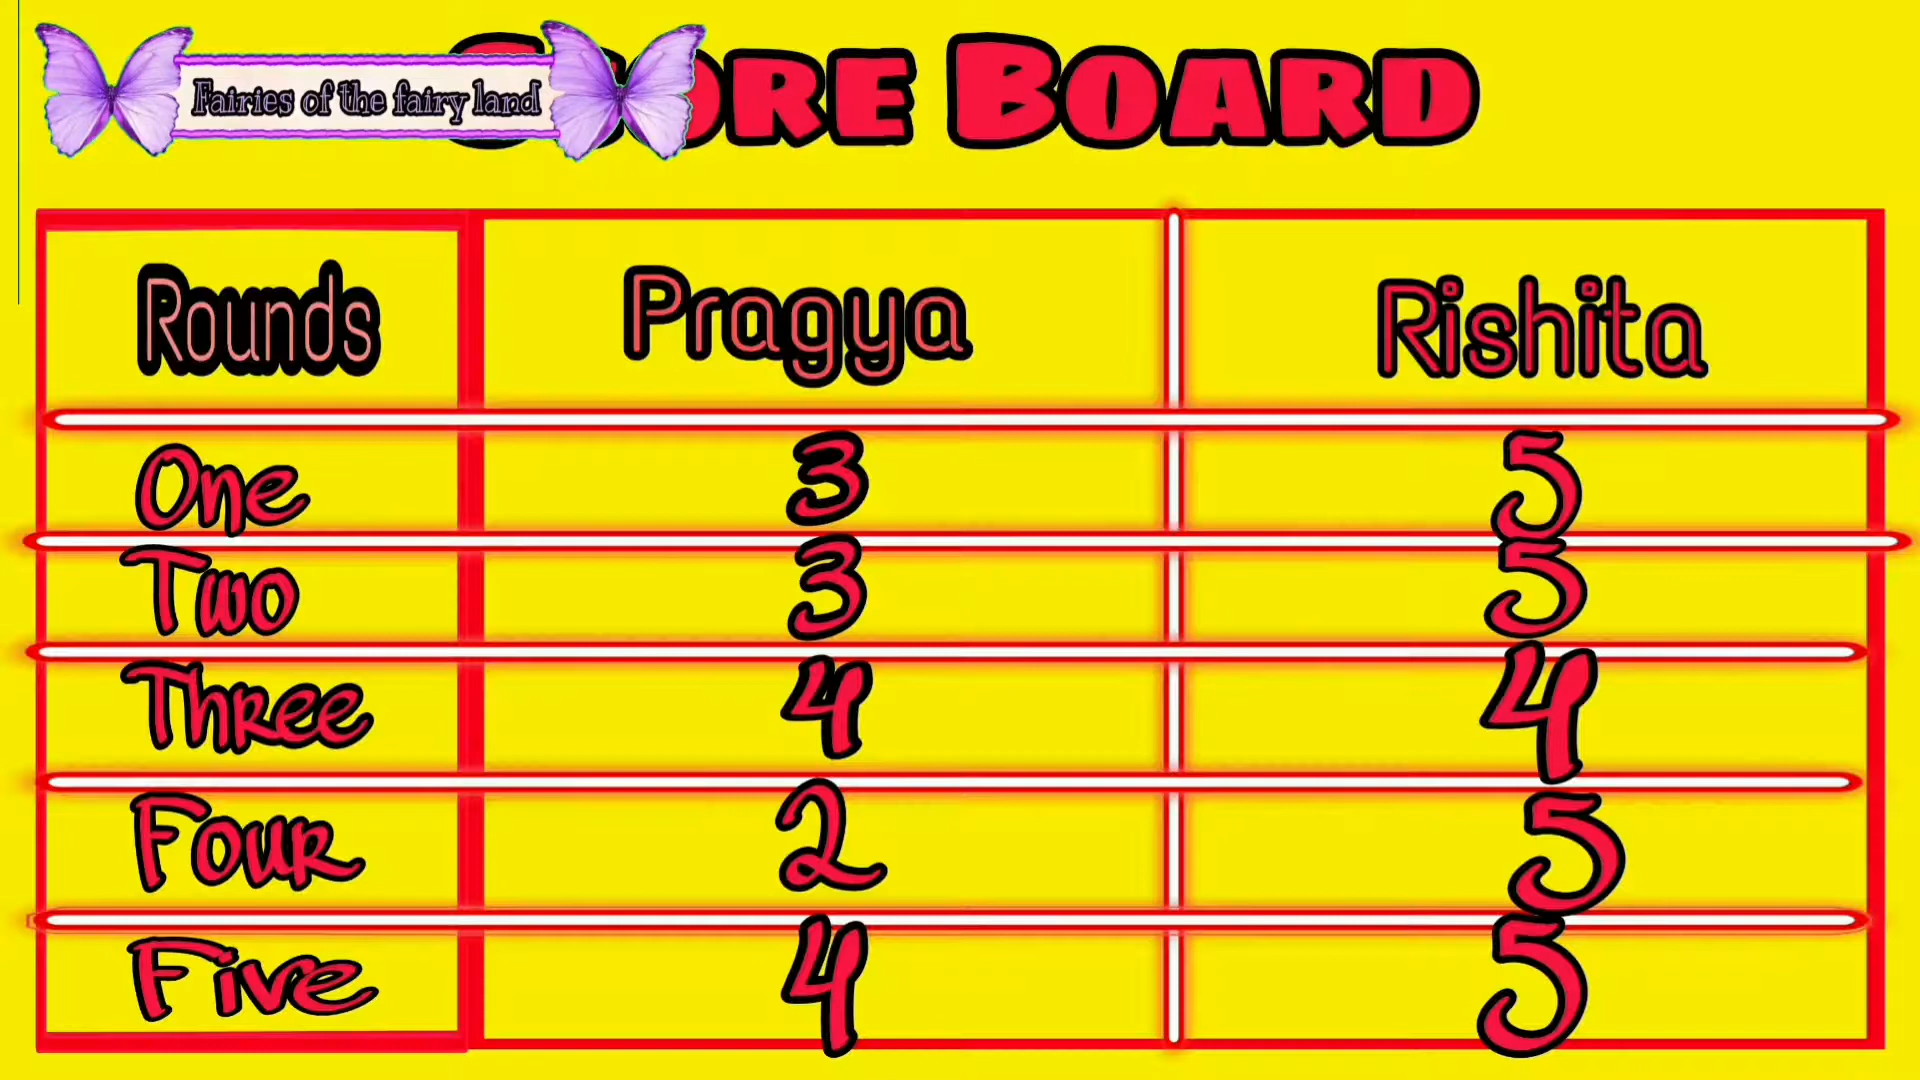 Fairies of the fairy land
ORE BOARD
Rounds Pragya Rishita
One 3 5
Two 3 5
Three 4 4
Four 2 5
Five 4 5